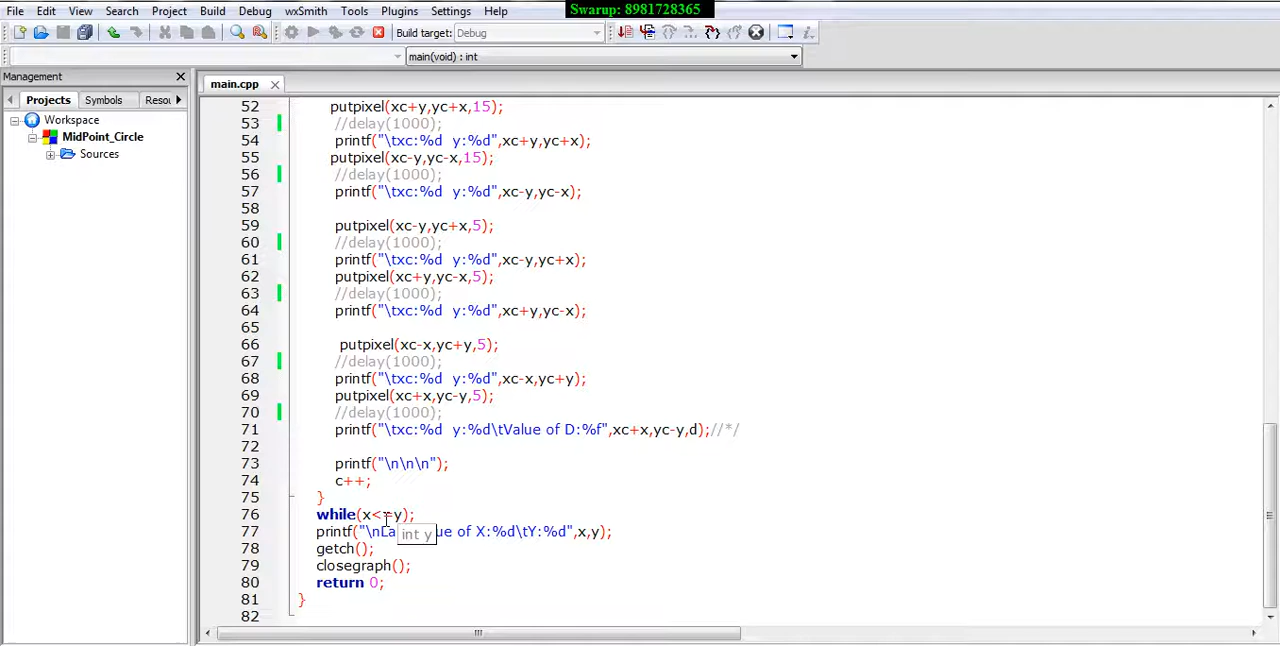 File Edit View Search Project Build Debug wxSmith Tools Plugins Settings Help
Swarup: 8981728365
Build target: Debug
main(void) : int
Management
Projects Symbols Resou
Workspace
MidPoint_Circle
Sources
main.cpp
52 putpixel(xc+y,yc+x,15);
53 //delay(1000);
54 printf("\txc:%d  y:%d",xc+y,yc+x);
55 putpixel(xc-y,yc-x,15);
56 //delay(1000);
57 printf("\txc:%d  y:%d",xc-y,yc-x);
58
59 putpixel(xc-y,yc+x,5);
60 //delay(1000);
61 printf("\txc:%d  y:%d",xc-y,yc+x);
62 putpixel(xc+y,yc-x,5);
63 //delay(1000);
64 printf("\txc:%d  y:%d",xc+y,yc-x);
65
66 putpixel(xc-x,yc+y,5);
67 //delay(1000);
68 printf("\txc:%d  y:%d",xc-x,yc+y);
69 putpixel(xc+x,yc-y,5);
70 //delay(1000);
71 printf("\txc:%d  y:%d\tValue of D:%f",xc+x,yc-y,d);//*/
72
73 printf("\n\n\n");
74 c++;
75 }
76 while(x<=y);
77 printf("\nLa ue of X:%d\tY:%d",x,y);
int y
78 getch();
79 closegraph();
80 return 0;
81 }
82